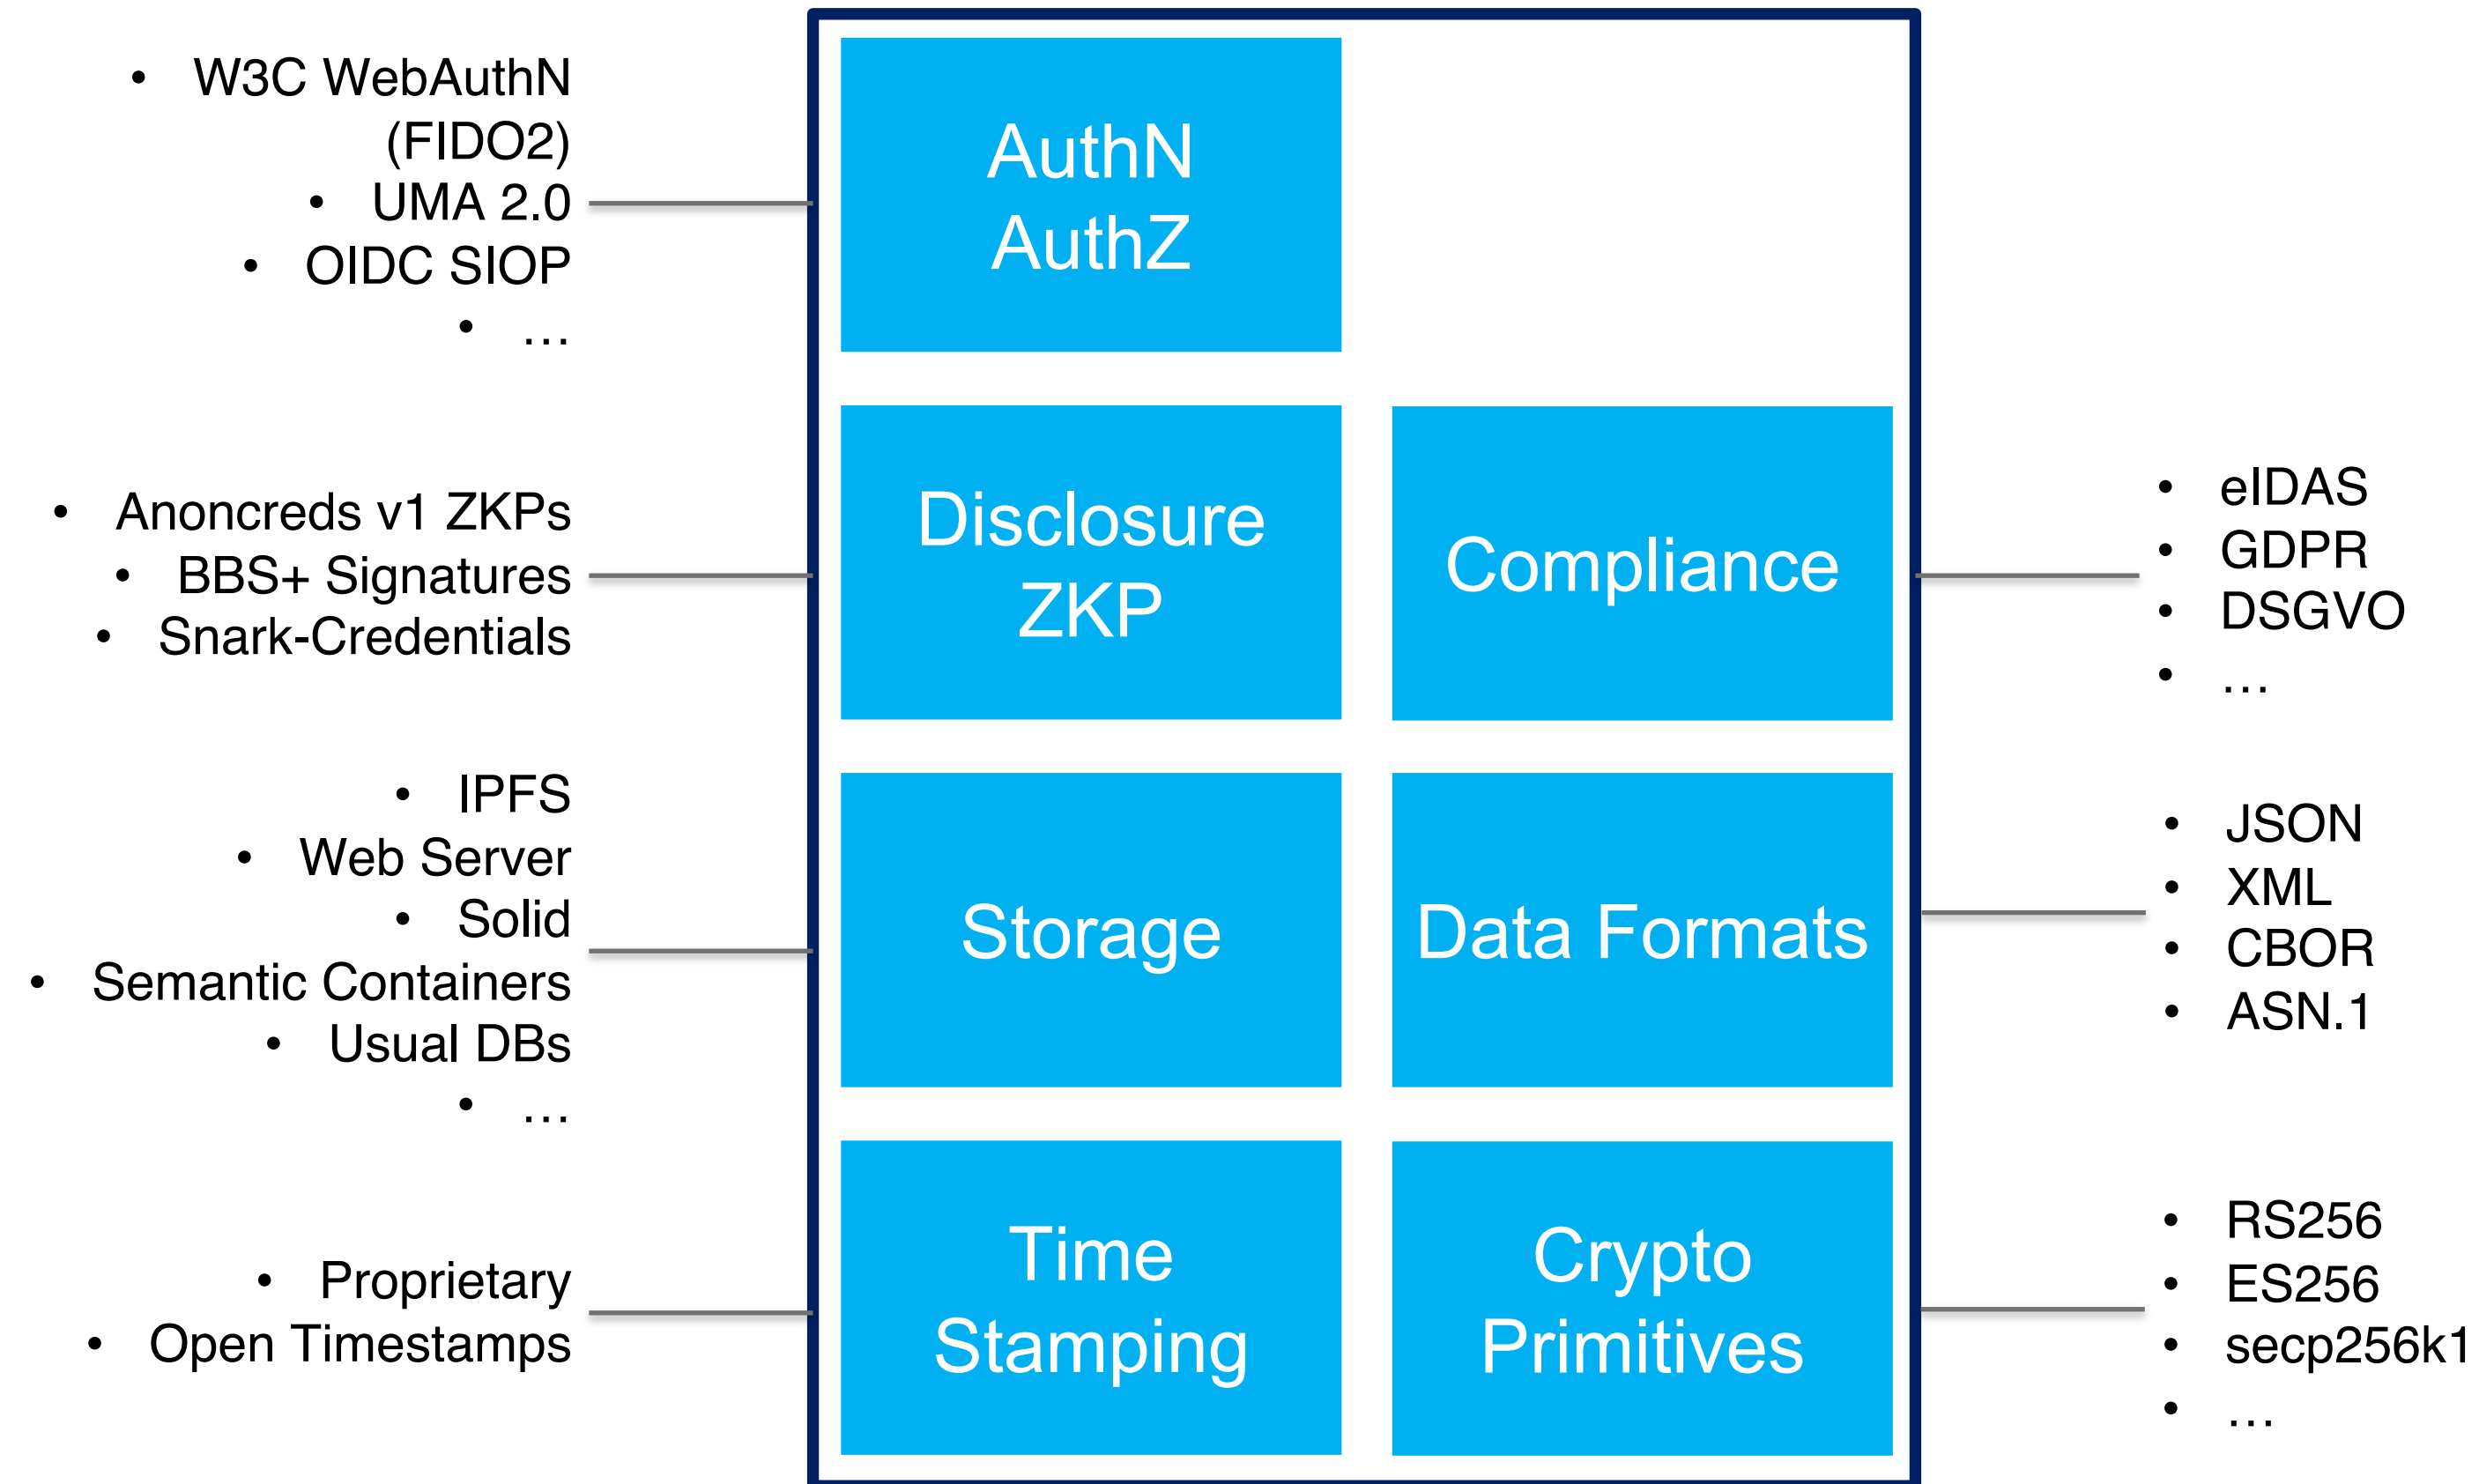 • W3C WebAuthN
(FIDO2)
• UMA 2.0
• OIDC SIOP
• …
AuthN
AuthZ
• Anoncreds v1 ZKPs
• BBS+ Signatures
• Snark-Credentials
Disclosure
ZKP
Compliance
• eIDAS
• GDPR
• DSGVO
• …
• IPFS
• Web Server
• Solid
• Semantic Containers
• Usual DBs
• …
Storage
Data Formats
• JSON
• XML
• CBOR
• ASN.1
• Proprietary
• Open Timestamps
Time
Stamping
Crypto
Primitives
• RS256
• ES256
• secp256k1
• …